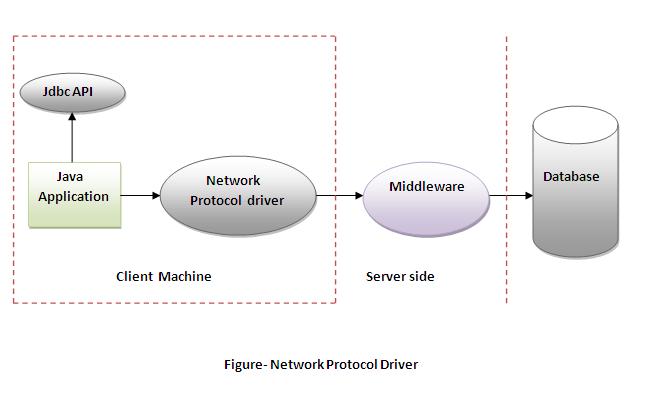 Jdbc API
Java
Application
Network
Protocol driver
Middleware
Database
Client Machine
Server side
Figure- Network Protocol Driver